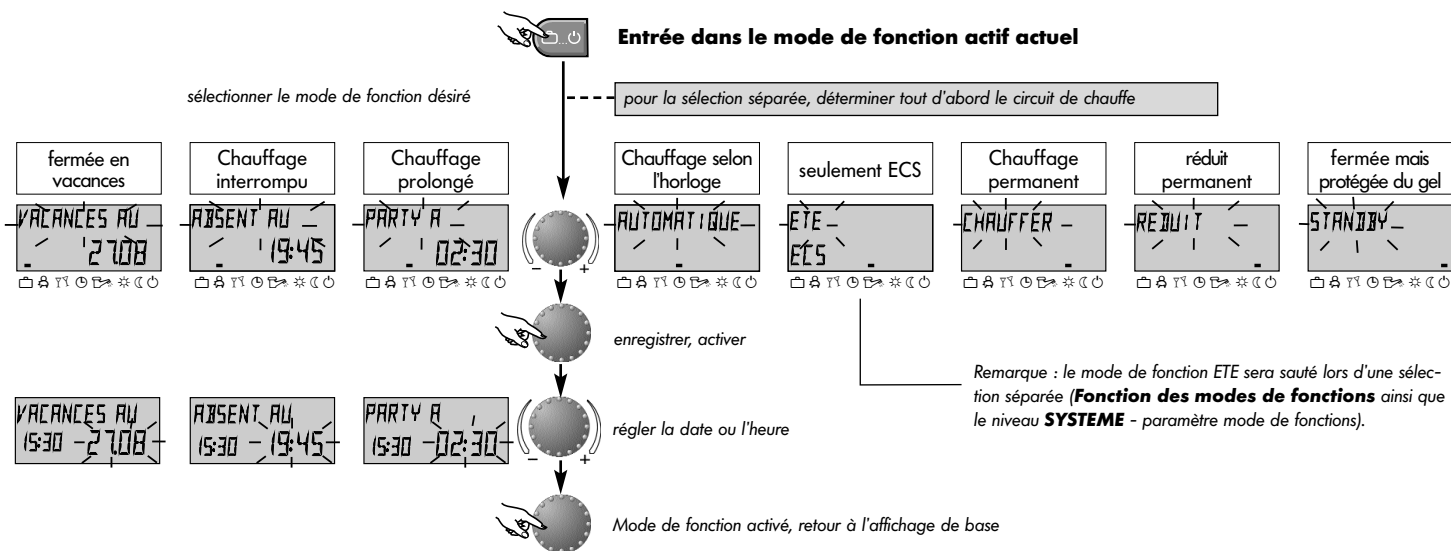 Entrée dans le mode de fonction actif actuel
sélectionner le mode de fonction désiré
pour la sélection séparée, déterminer tout d'abord le circuit de chauffe
fermée en
vacances
Chauffage
interrompu
Chauffage
prolongé
Chauffage selon
l'horloge
seulement ECS
Chauffage
permanent
réduit
permanent
fermée mais
protégée du gel
VACANCES AU
27.08
ABSENT AU
19:45
PARTY A
02:30
- +
AUTOMATIQUE
ETE
ECS
CHAUFFER
REDUIT
STANDBY
enregistrer, activer
Remarque : le mode de fonction ETE sera sauté lors d'une sélec-
tion séparée (Fonction des modes de fonctions ainsi que
le niveau SYSTEME - paramètre mode de fonctions).
VACANCES AU
15:30 27.08
ABSENT AU
15:30 19:45
PARTY A
15:30 02:30
- +
régler la date ou l'heure
Mode de fonction activé, retour à l'affichage de base